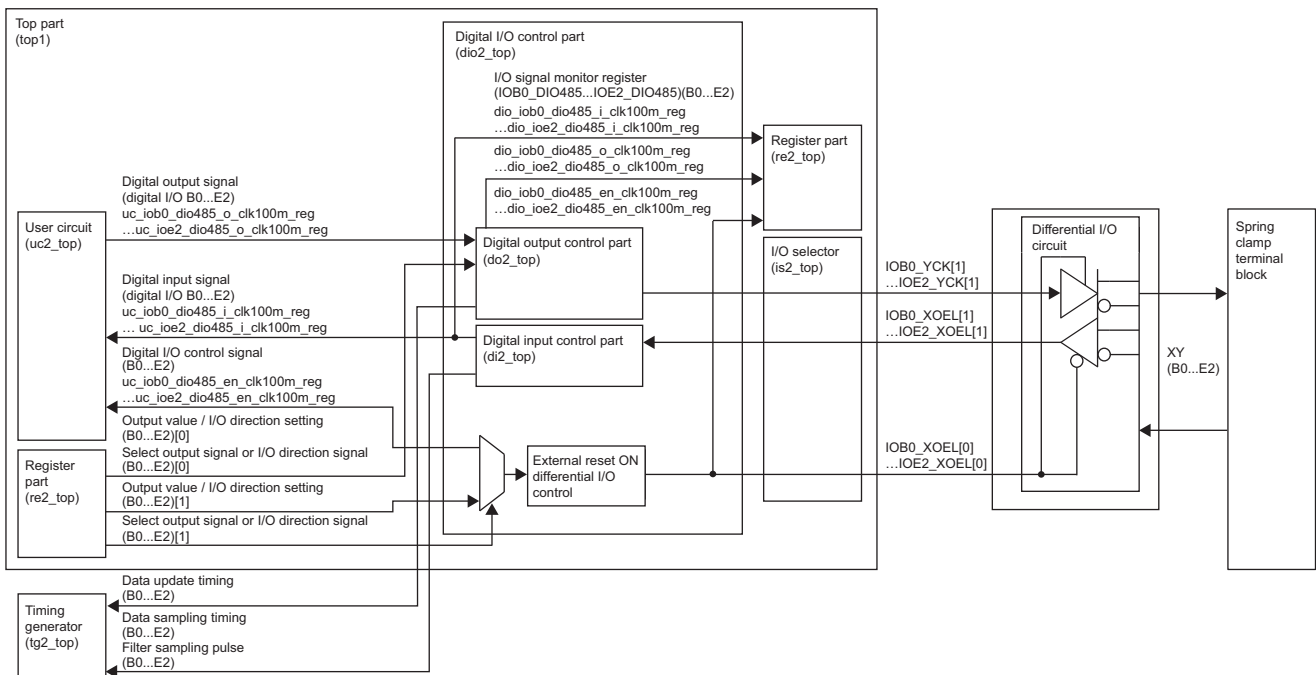 Top part
(top1)
Digital I/O control part
(dio2_top)
I/O signal monitor register
(IOB0_DIO485...IOE2_DIO485)(B0...E2)
dio_iob0_dio485_i_clk100m_reg
…dio_ioe2_dio485_i_clk100m_reg
dio_iob0_dio485_o_clk100m_reg
…dio_ioe2_dio485_o_clk100m_reg
dio_iob0_dio485_en_clk100m_reg
…dio_ioe2_dio485_en_clk100m_reg
Register part
(re2_top)
Digital output signal
(digital I/O B0...E2)
uc_iob0_dio485_o_clk100m_reg
…uc_ioe2_dio485_o_clk100m_reg
User circuit
(uc2_top)
Digital output control part
(do2_top)
I/O selector
(is2_top)
Differential I/O
circuit
Spring
clamp
terminal
block
IOB0_YCK[1]
…IOE2_YCK[1]
Digital input signal
(digital I/O B0...E2)
uc_iob0_dio485_i_clk100m_reg
… uc_ioe2_dio485_i_clk100m_reg
IOB0_XOEL[1]
…IOE2_XOEL[1]
Digital input control part
(di2_top)
XY
(B0...E2)
Digital I/O control signal
(B0...E2)
uc_iob0_dio485_en_clk100m_reg
…uc_ioe2_dio485_en_clk100m_reg
Output value / I/O direction setting
(B0...E2)[0]
Select output signal or I/O direction signal
(B0...E2)[0]
Output value / I/O direction setting
(B0...E2)[1]
Select output signal or I/O direction signal
(B0...E2)[1]
Register
part
(re2_top)
External reset ON
differential I/O
control
IOB0_XOEL[0]
…IOE2_XOEL[0]
Data update timing
(B0...E2)
Data sampling timing
(B0...E2)
Filter sampling pulse
(B0...E2)
Timing
generator
(tg2_top)